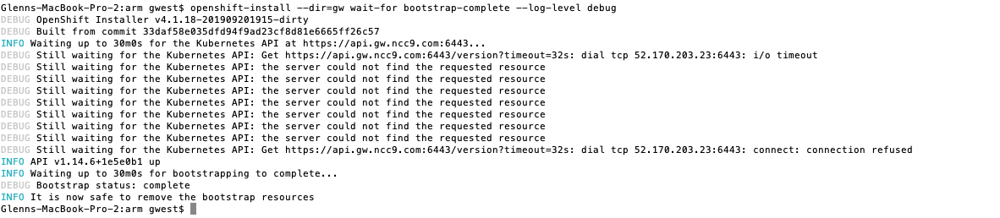 Glenns-MacBook-Pro-2:arm gwest$ openshift-install --dir=gw wait-for bootstrap-complete --log-level debug
DEBUG OpenShift Installer v4.1.18-201909201915-dirty
DEBUG Built from commit 33daf58e035dfd94f9ad23cf8d81e6665ff26c57
INFO Waiting up to 30m0s for the Kubernetes API at https://api.gw.ncc9.com:6443...
DEBUG Still waiting for the Kubernetes API: Get https://api.gw.ncc9.com:6443/version?timeout=32s: dial tcp 52.170.203.23:6443: i/o timeout
DEBUG Still waiting for the Kubernetes API: the server could not find the requested resource
DEBUG Still waiting for the Kubernetes API: the server could not find the requested resource
DEBUG Still waiting for the Kubernetes API: the server could not find the requested resource
DEBUG Still waiting for the Kubernetes API: the server could not find the requested resource
DEBUG Still waiting for the Kubernetes API: the server could not find the requested resource
DEBUG Still waiting for the Kubernetes API: the server could not find the requested resource
DEBUG Still waiting for the Kubernetes API: the server could not find the requested resource
DEBUG Still waiting for the Kubernetes API: Get https://api.gw.ncc9.com:6443/version?timeout=32s: dial tcp 52.170.203.23:6443: connect: connection refused
INFO API v1.14.6+1e5e0b1 up
INFO Waiting up to 30m0s for bootstrapping to complete...
DEBUG Bootstrap status: complete
INFO It is now safe to remove the bootstrap resources
Glenns-MacBook-Pro-2:arm gwest$